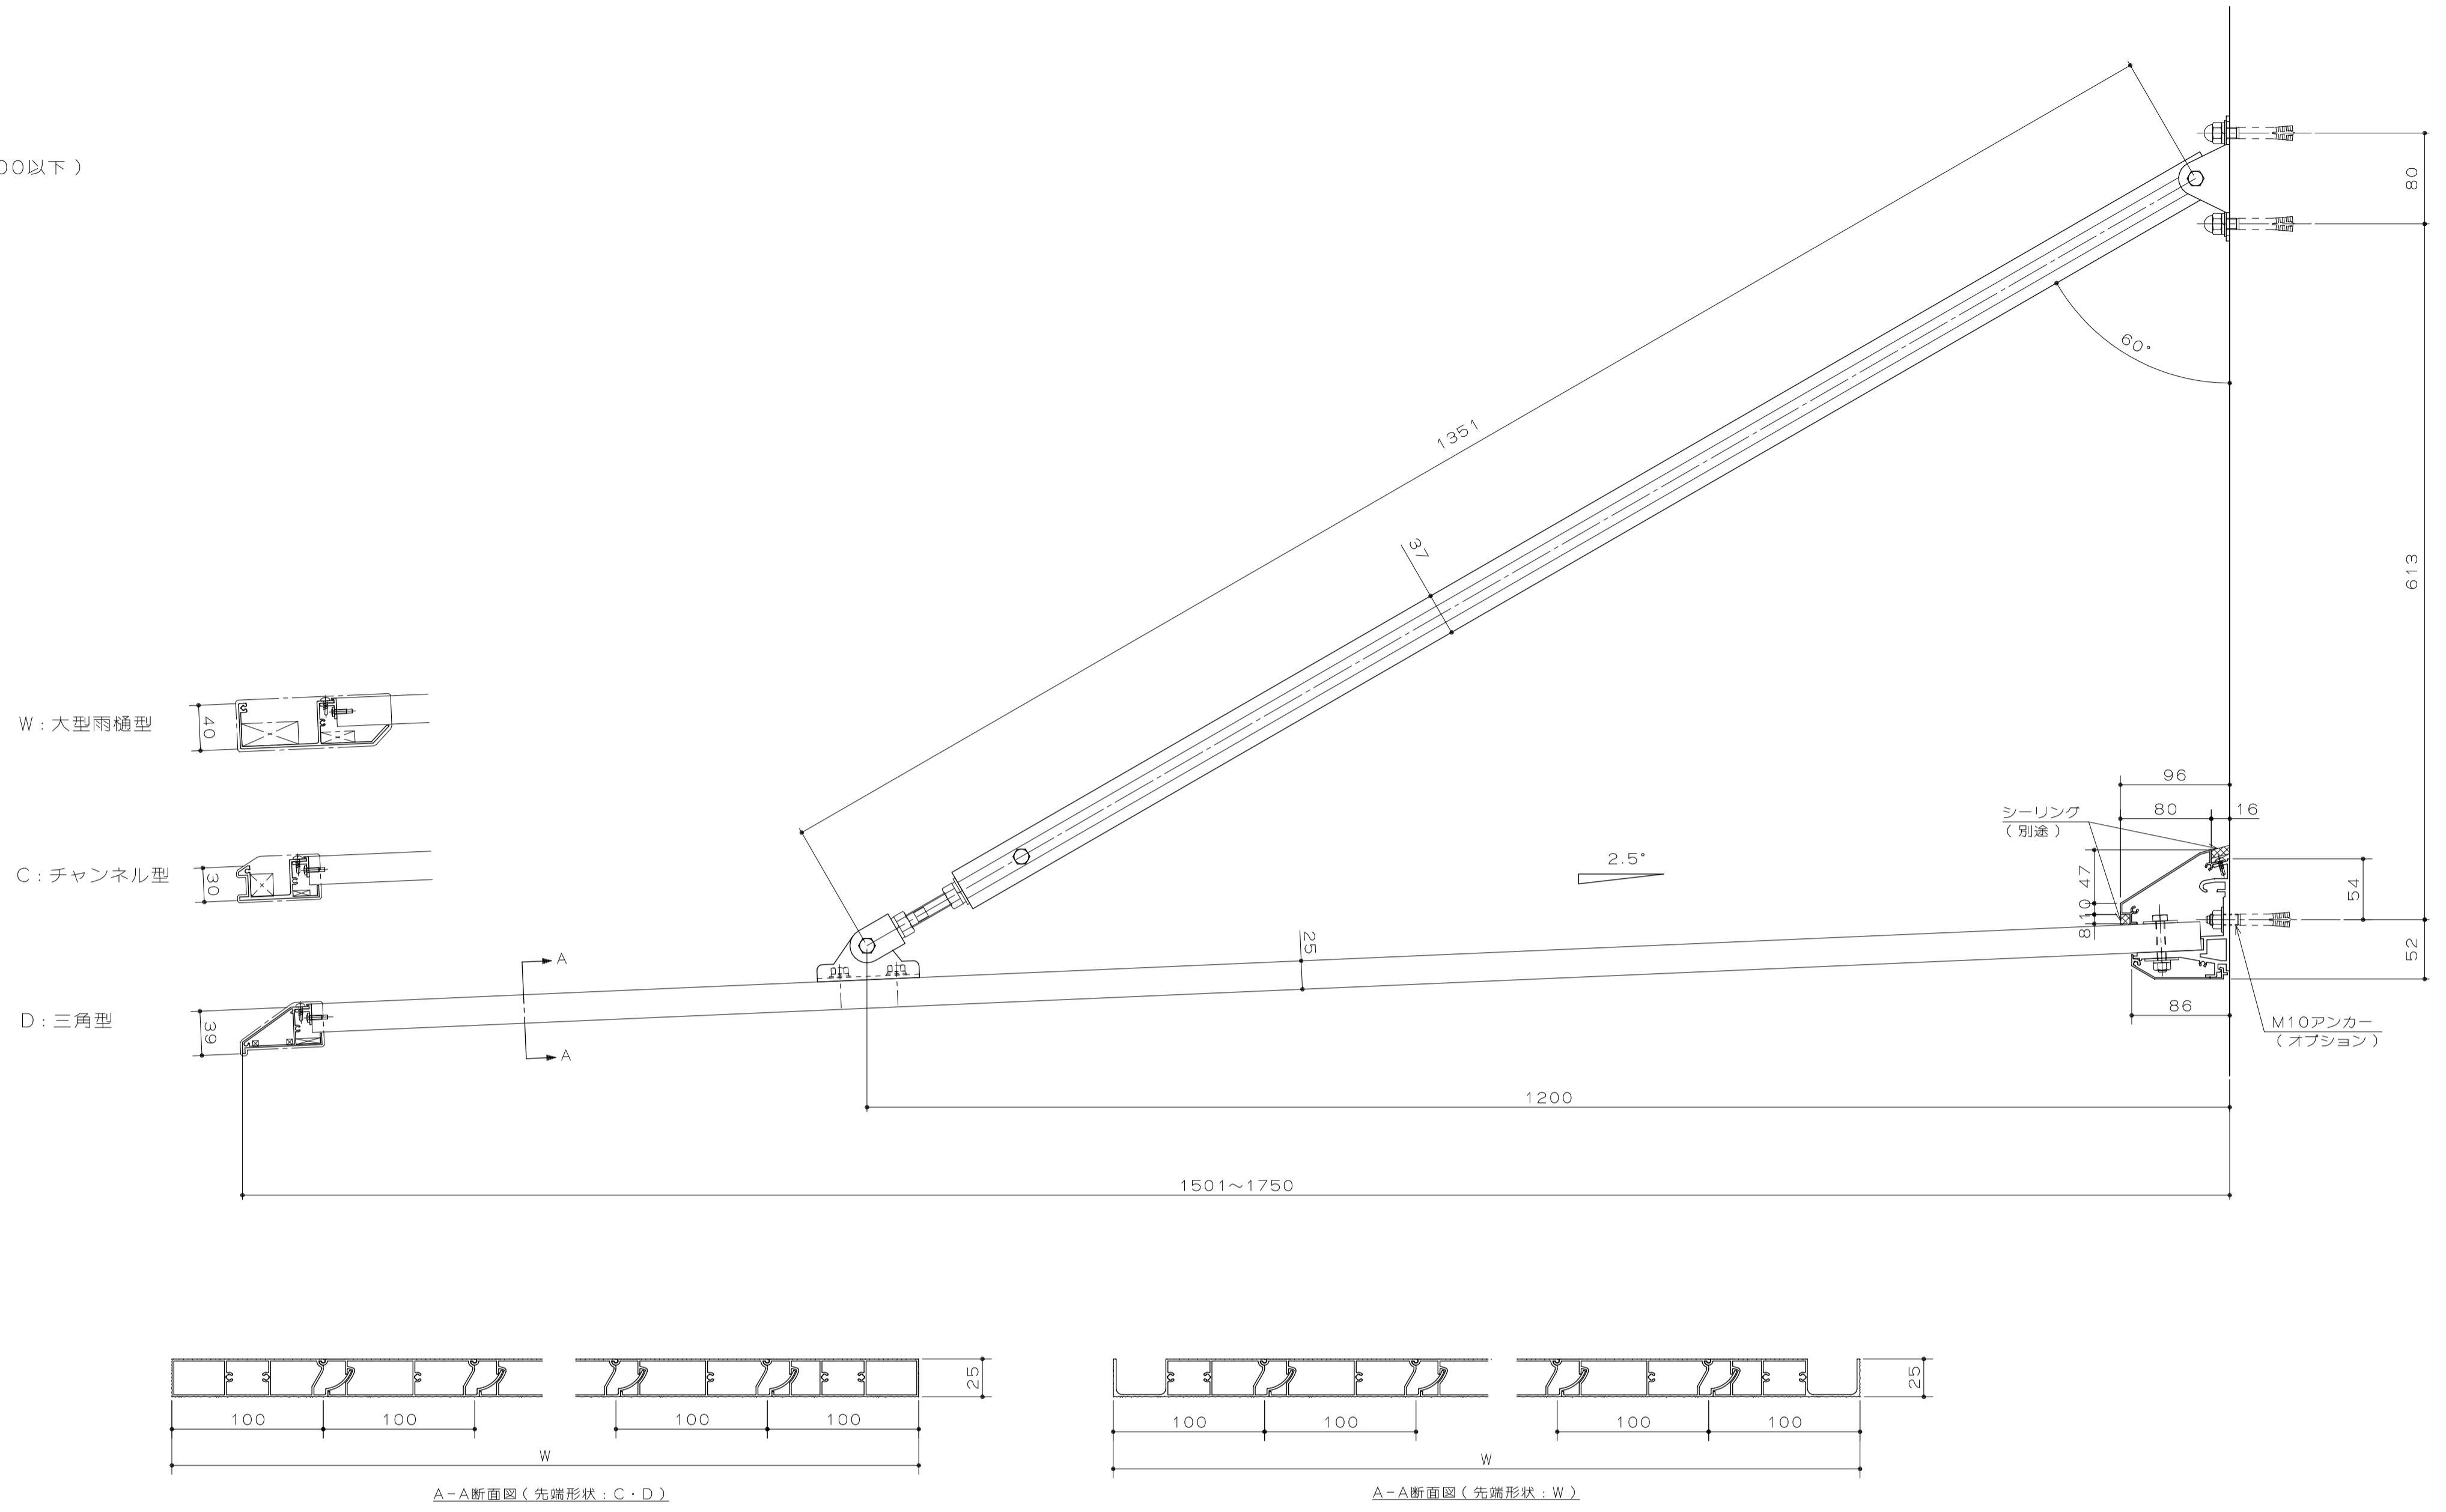 00以下）
80
60°
1351
613
37
W：大型雨樋型
40
96
シーリング
（別途）
80
16
2.5°
C：チャンネル型
30
47
10
8
54
25
52
A
A
D：三角型
39
86
M10アンカー
（オプション）
1200
1501～1750
25
100
100
100
100
W
A-A断面図（先端形状：C・D）
25
100
100
100
100
W
A-A断面図（先端形状：W）